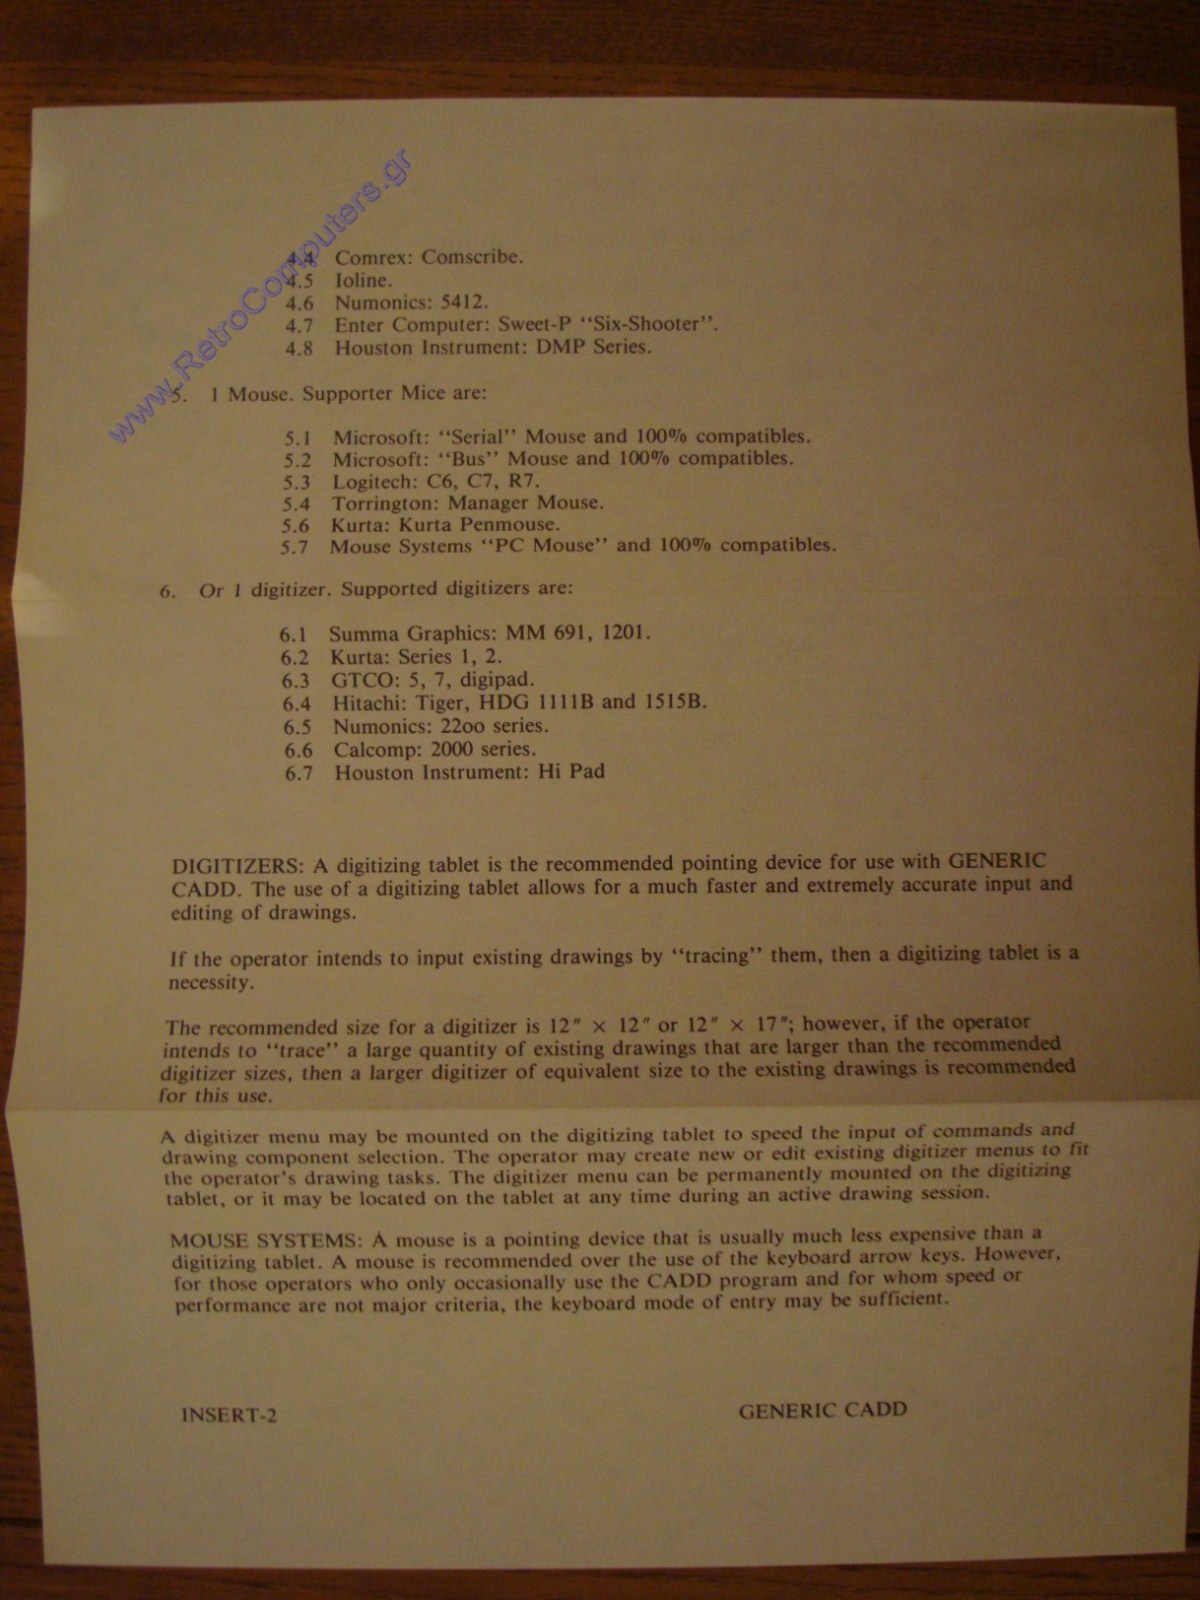 www.RetroComputers.gr
4.4 Comrex: Comscribe.
4.5 Ioline.
4.6 Numonics: 5412.
4.7 Enter Computer: Sweet-P ‘‘Six-Shooter’’.
4.8 Houston Instrument: DMP Series.
5. 1 Mouse. Supporter Mice are:
5.1 Microsoft: ‘‘Serial’’ Mouse and 100% compatibles.
5.2 Microsoft: ‘‘Bus’’ Mouse and 100% compatibles.
5.3 Logitech: C6, C7, R7.
5.4 Torrington: Manager Mouse.
5.6 Kurta: Kurta Penmouse.
5.7 Mouse Systems ‘‘PC Mouse’’ and 100% compatibles.
6. Or 1 digitizer. Supported digitizers are:
6.1 Summa Graphics: MM 691, 1201.
6.2 Kurta: Series 1, 2.
6.3 GTCO: 5, 7, digipad.
6.4 Hitachi: Tiger, HDG 1111B and 1515B.
6.5 Numonics: 22oo series.
6.6 Calcomp: 2000 series.
6.7 Houston Instrument: Hi Pad
DIGITIZERS: A digitizing tablet is the recommended pointing device for use with GENERIC
CADD. The use of a digitizing tablet allows for a much faster and extremely accurate input and
editing of drawings.
If the operator intends to input existing drawings by ‘‘tracing’’ them, then a digitizing tablet is a
necessity.
The recommended size for a digitizer is 12″ × 12″ or 12″ × 17″; however, if the operator
intends to ‘‘trace’’ a large quantity of existing drawings that are larger than the recommended
digitizer sizes, then a larger digitizer of equivalent size to the existing drawings is recommended
for this use.
A digitizer menu may be mounted on the digitizing tablet to speed the input of commands and
drawing component selection. The operator may create new or edit existing digitizer menus to fit
the operator's drawing tasks. The digitizer menu can be permanently mounted on the digitizing
tablet, or it may be located on the tablet at any time during an active drawing session.
MOUSE SYSTEMS: A mouse is a pointing device that is usually much less expensive than a
digitizing tablet. A mouse is recommended over the use of the keyboard arrow keys. However,
for those operators who only occasionally use the CADD program and for whom speed or
performance are not major criteria, the keyboard mode of entry may be sufficient.
INSERT-2 GENERIC CADD